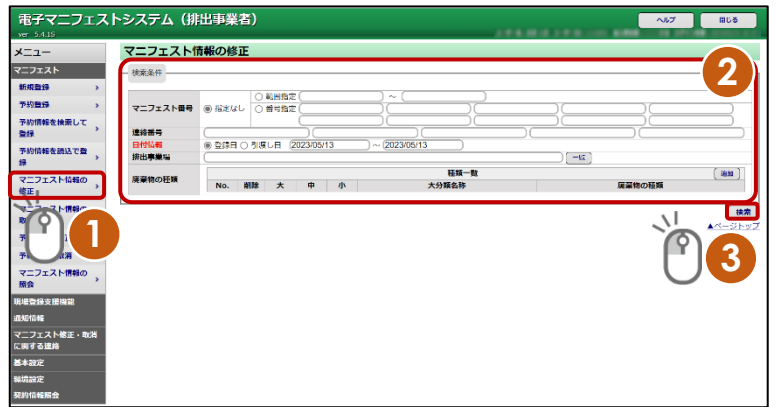 電子マニフェストシステム（排出事業者）
ver 5.4.15
ヘルプ
閉じる
メニュー
マニフェスト
新規登録 >
予約登録 >
予約情報を検索して登録 >
予約情報を読込で登録 >
マニフェスト情報の修正 >
マニフェスト情報の
マニフェスト情報の照会 >
現場登録支援機能
通知情報
マニフェスト修正・取消に関する連絡
基本設定
環境設定
契約情報照会
マニフェスト情報の修正
検索条件
マニフェスト番号 指定なし 範囲指定 ～
番号指定
連絡番号
日付情報 登録日 引渡し日 2023/05/13 ～ 2023/05/13
排出事業場 一覧
廃棄物の種類 種類一覧 追加
No. 削除 大 中 小 大分類名称 廃棄物の種類
検索
▲ページトップ
1
2
3